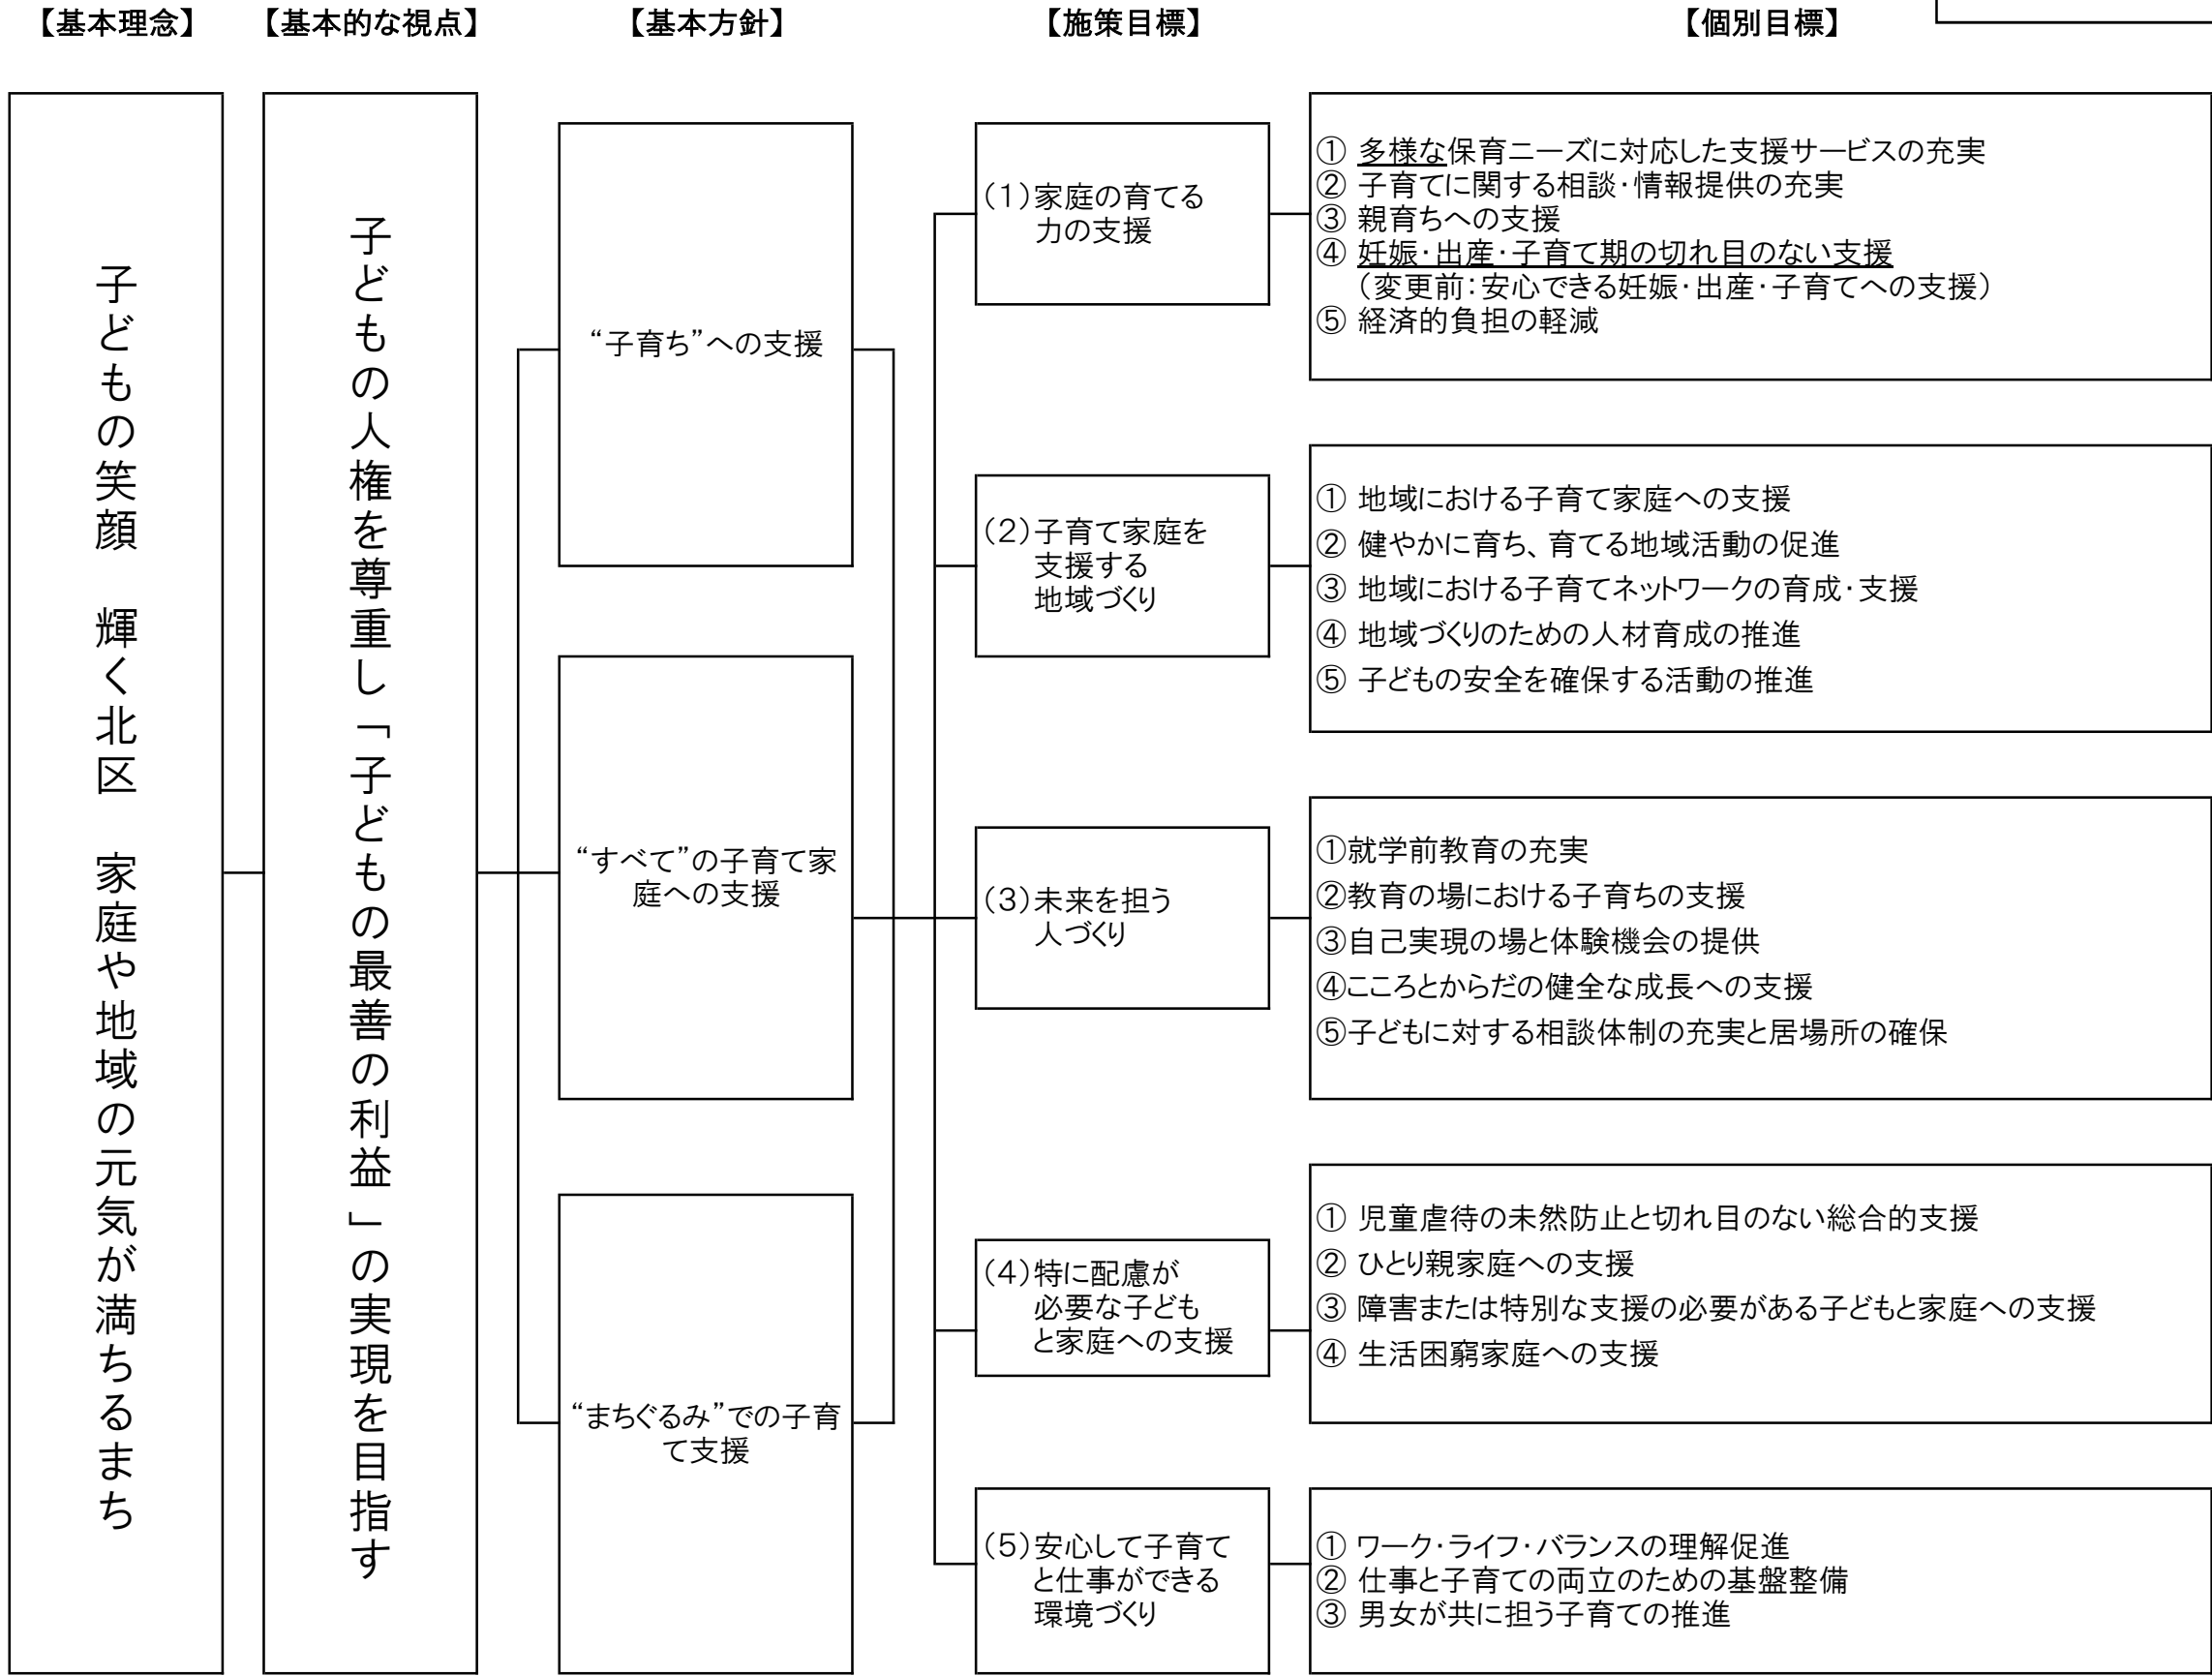 【基本理念】 【基本的な視点】 【基本方針】 【施策目標】 【個別目標】
子どもの笑顔　輝く北区　家庭や地域の元気が満ちるまち
子どもの人権を尊重し「子どもの最善の利益」の実現を目指す
“子育ち”への支援
“すべて”の子育て家
庭への支援
“まちぐるみ”での子育
て支援
（1）家庭の育てる
力の支援
① 多様な保育ニーズに対応した支援サービスの充実
② 子育てに関する相談・情報提供の充実
③ 親育ちへの支援
④ 妊娠・出産・子育て期の切れ目のない支援
（変更前：安心できる妊娠・出産・子育てへの支援）
⑤ 経済的負担の軽減
（2）子育て家庭を
支援する
地域づくり
① 地域における子育て家庭への支援
② 健やかに育ち、育てる地域活動の促進
③ 地域における子育てネットワークの育成・支援
④ 地域づくりのための人材育成の推進
⑤ 子どもの安全を確保する活動の推進
（3）未来を担う
人づくり
①就学前教育の充実
②教育の場における子育ちの支援
③自己実現の場と体験機会の提供
④こころとからだの健全な成長への支援
⑤子どもに対する相談体制の充実と居場所の確保
（4）特に配慮が
必要な子ども
と家庭への支援
① 児童虐待の未然防止と切れ目のない総合的支援
② ひとり親家庭への支援
③ 障害または特別な支援の必要がある子どもと家庭への支援
④ 生活困窮家庭への支援
（5）安心して子育て
と仕事ができる
環境づくり
① ワーク・ライフ・バランスの理解促進
② 仕事と子育ての両立のための基盤整備
③ 男女が共に担う子育ての推進